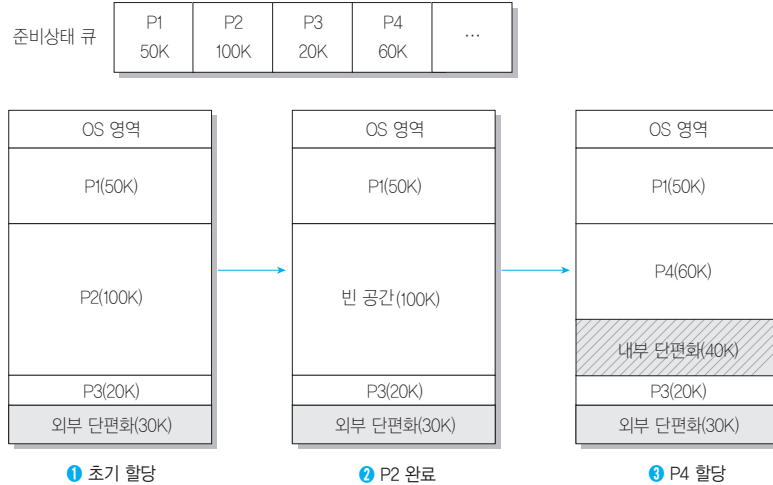 준비상태 큐
P1 P2 P3 P4 …
50K 100K 20K 60K
OS 영역
P1(50K)
P2(100K)
P3(20K)
외부 단편화(30K)
❶ 초기 할당
OS 영역
P1(50K)
빈 공간(100K)
P3(20K)
외부 단편화(30K)
❷ P2 완료
OS 영역
P1(50K)
P4(60K)
내부 단편화(40K)
P3(20K)
외부 단편화(30K)
❸ P4 할당